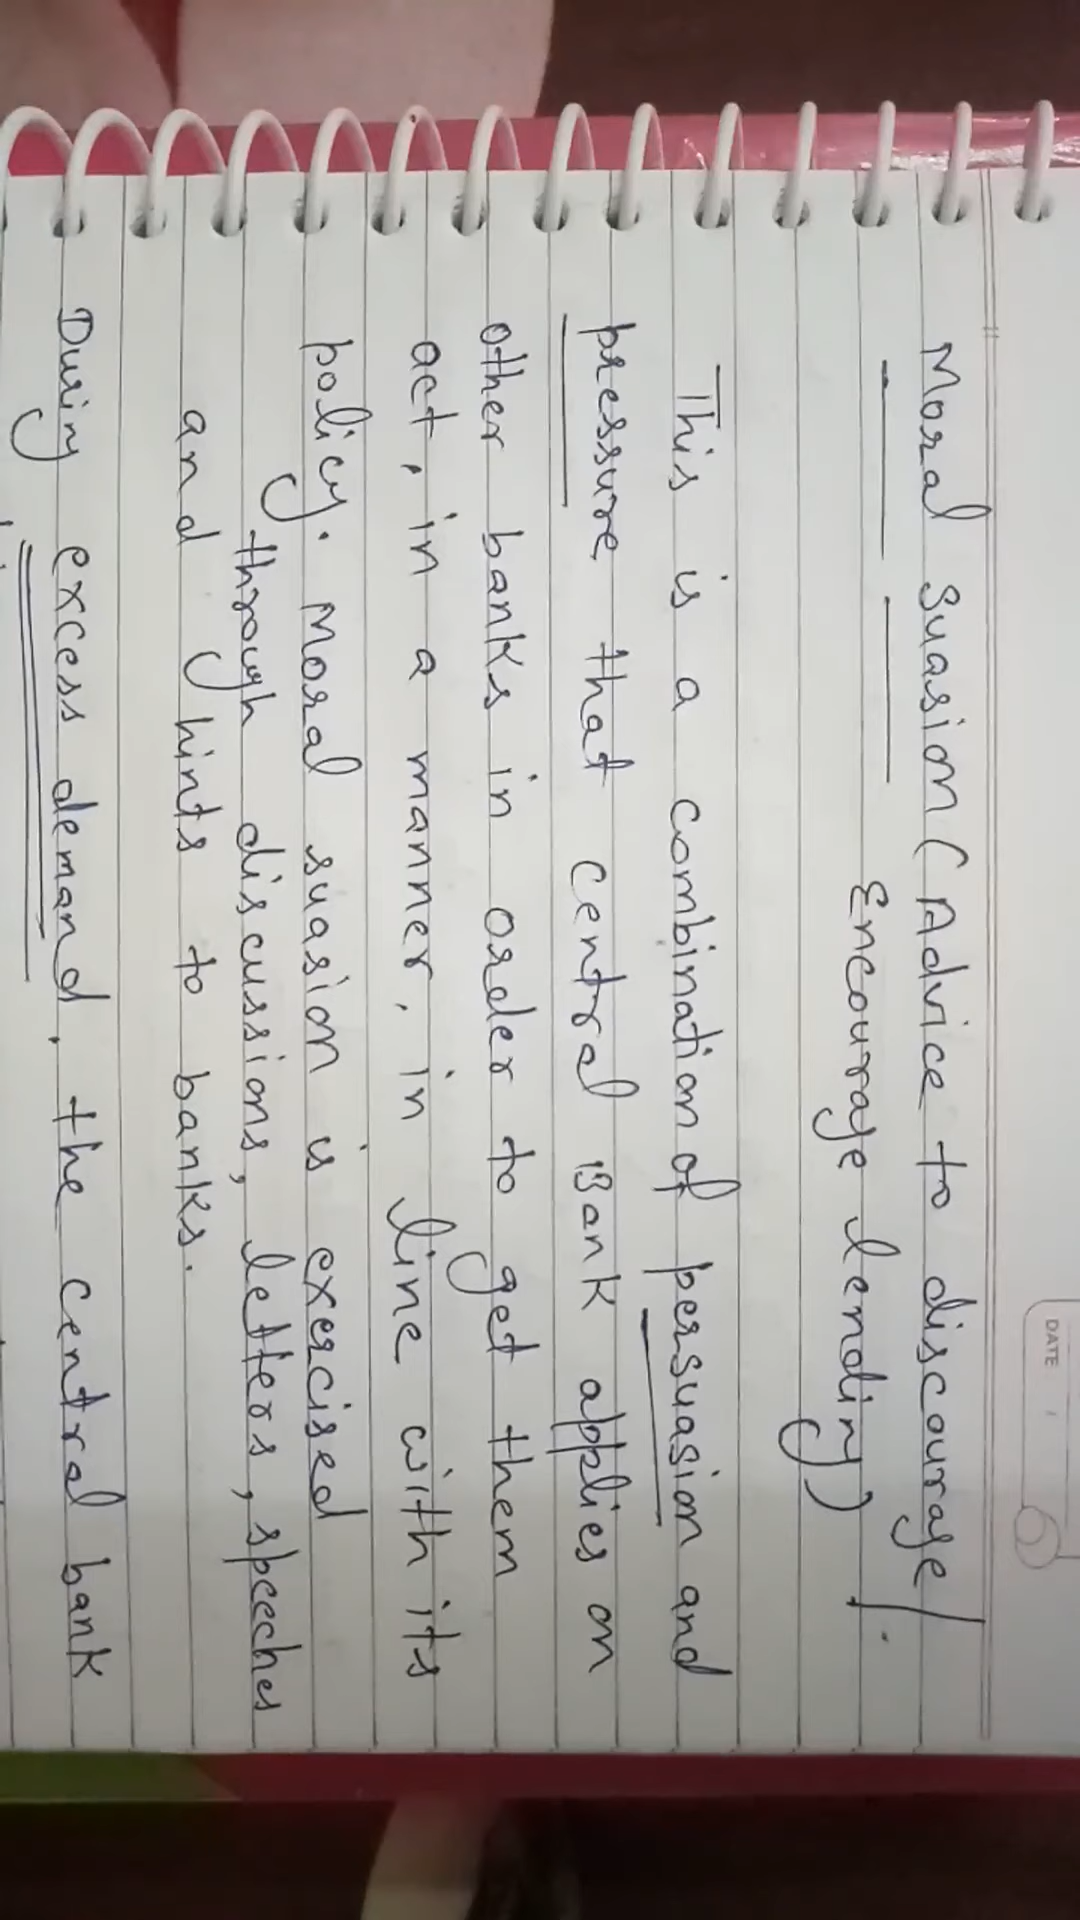 DATE
Moral Suasion (Advice to discourage/
Encourage lending)
This is a combination of persuasion and
pressure that central Bank applies on
other banks in order to get them
act, in a manner, in line with its
policy. Moral suasion is exercised
through discussions, letters, speeches
and hints to banks.
During excess demand, the central bank